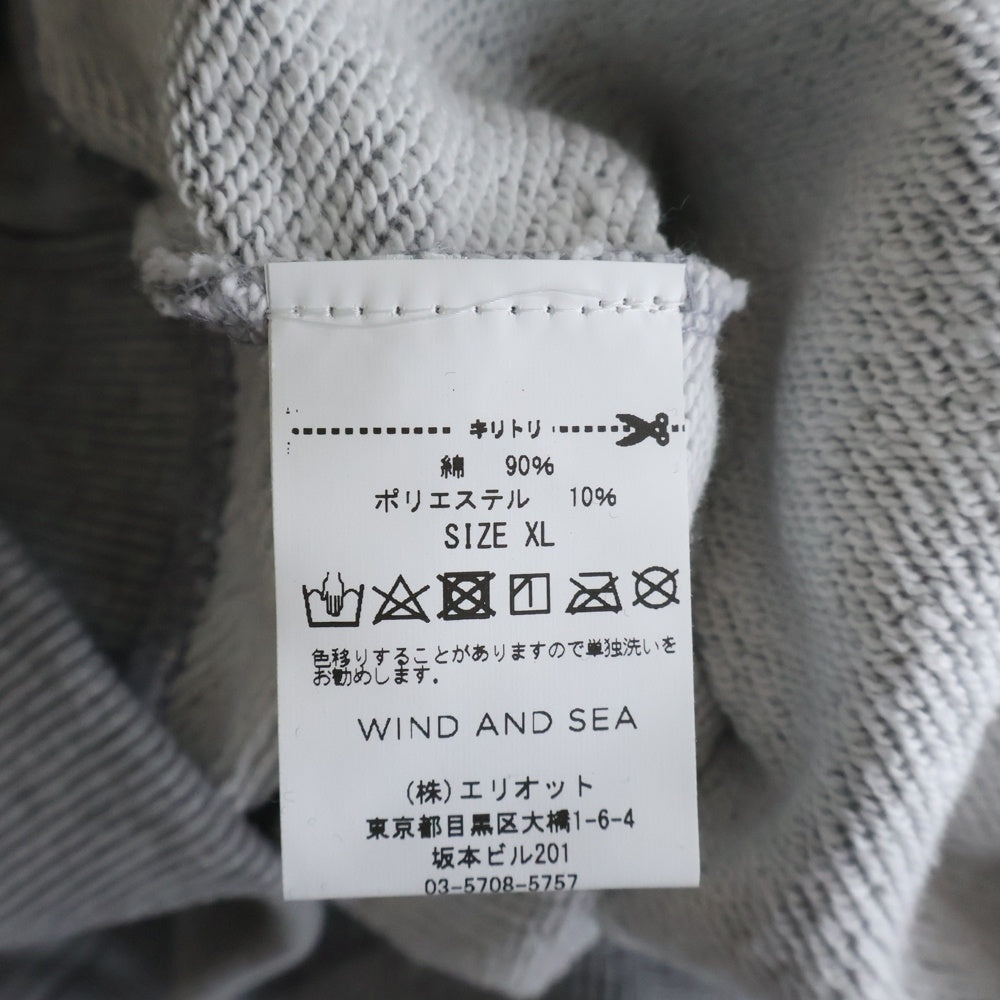 キリトリ
綿 90%
ポリエステル 10%
SIZE XL
色移りすることがありますので単独洗いを
お勧めします。
WIND AND SEA
(株)エリオット
東京都目黒区大橋1-6-4
坂本ビル201
03-5708-5757